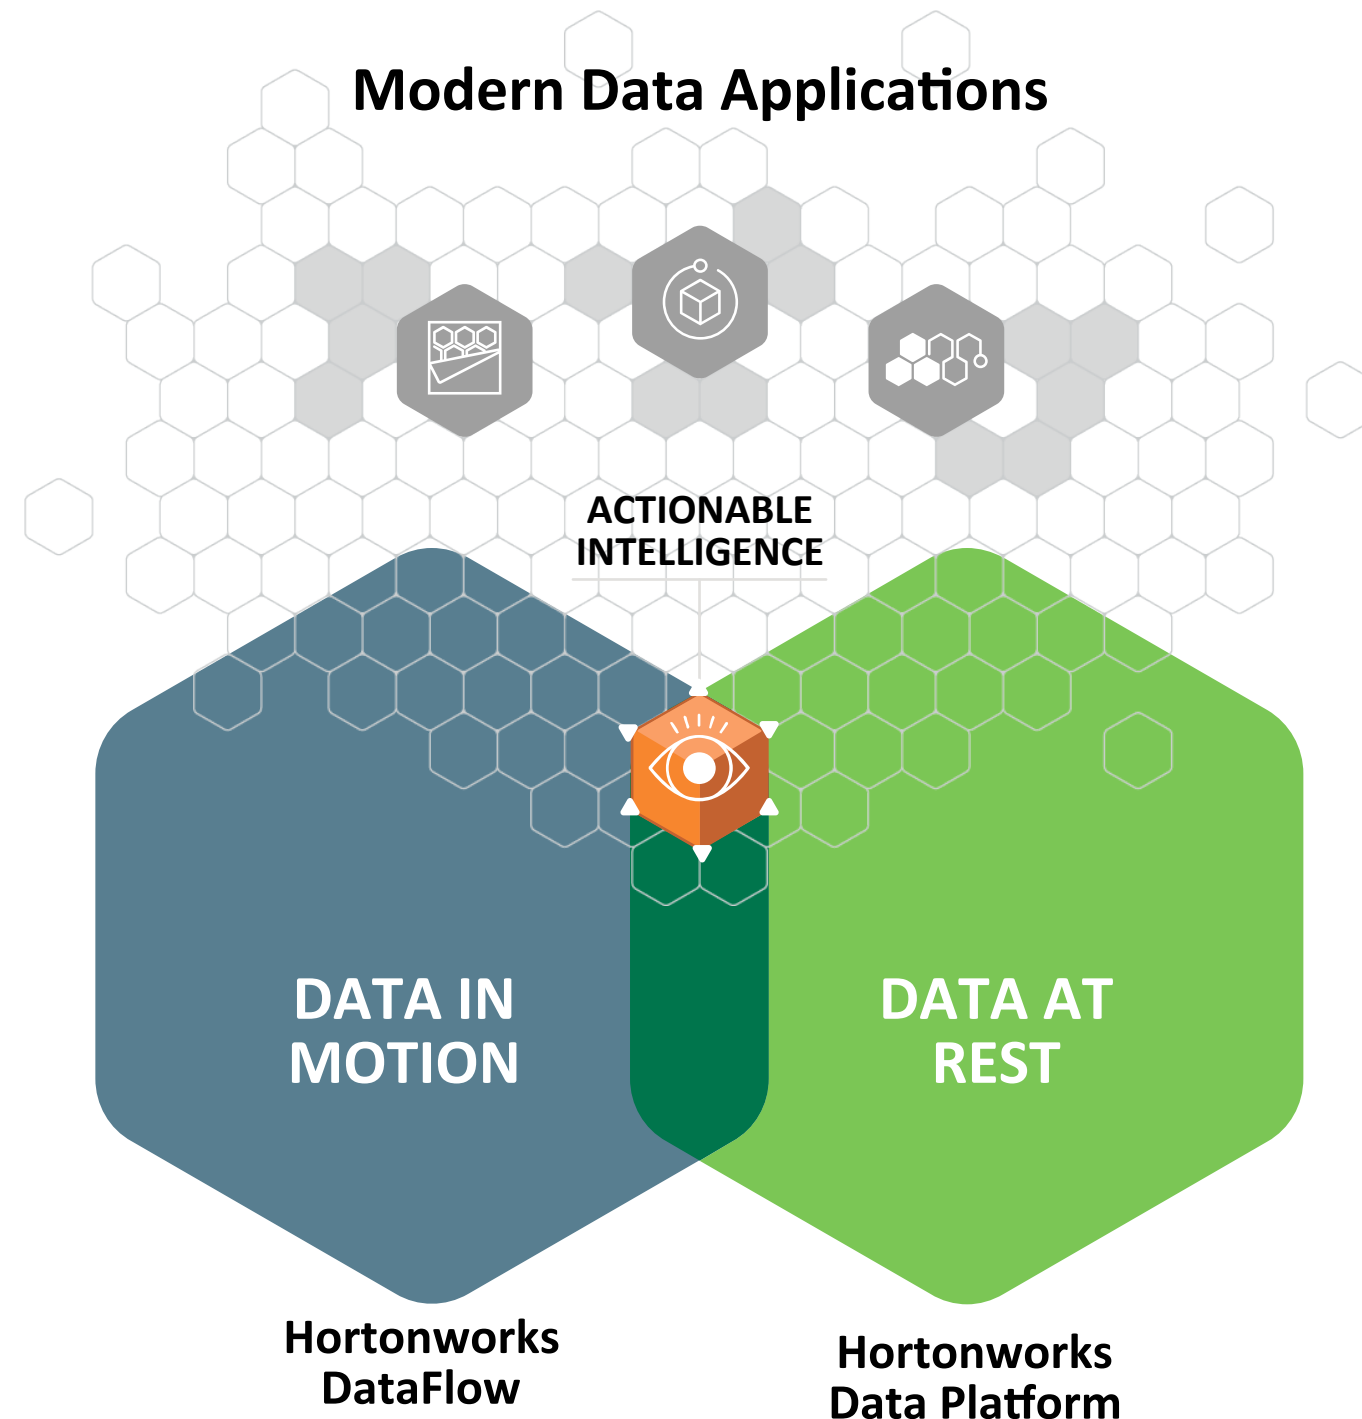 Modern Data Applications
ACTIONABLE
INTELLIGENCE
DATA IN
MOTION
DATA AT
REST
Hortonworks
DataFlow
Hortonworks
Data Platform